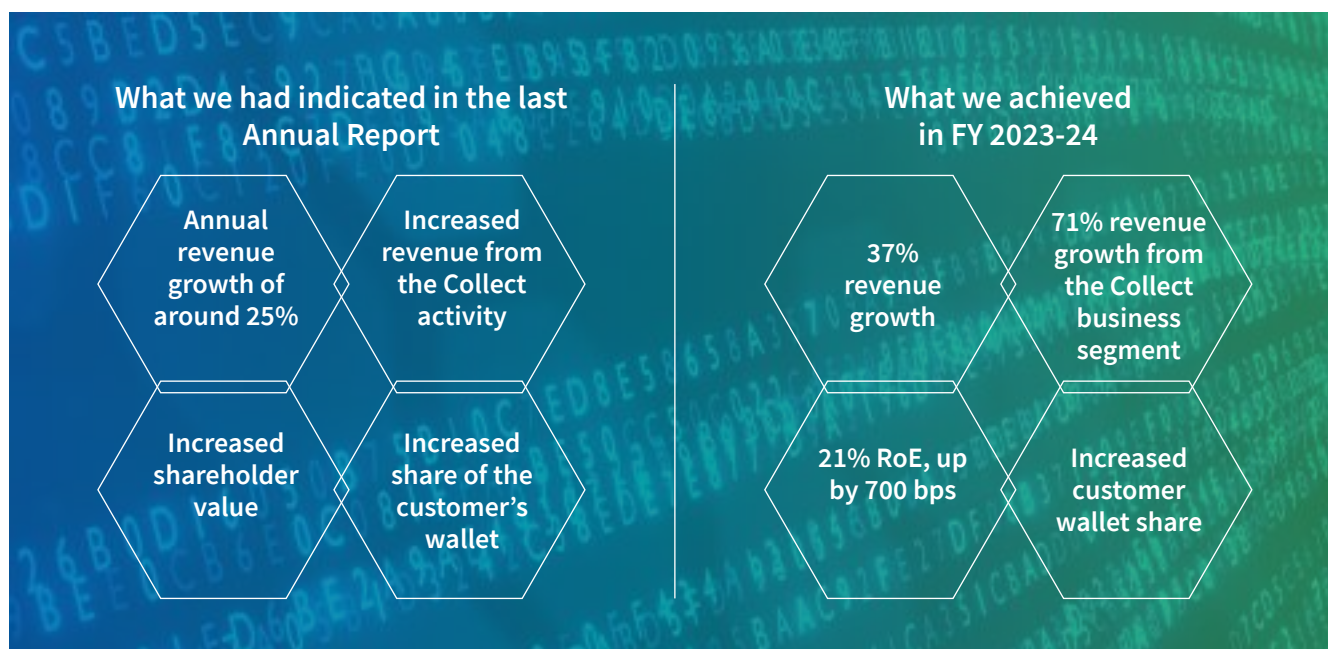 What we had indicated in the last
Annual Report
Annual
revenue
growth of
around 25%
Increased
revenue from
the Collect
activity
Increased
shareholder
value
Increased
share of the
customer’s
wallet
What we achieved
in FY 2023-24
37%
revenue
growth
71% revenue
growth from
the Collect
business
segment
21% RoE, up
by 700 bps
Increased
customer
wallet share